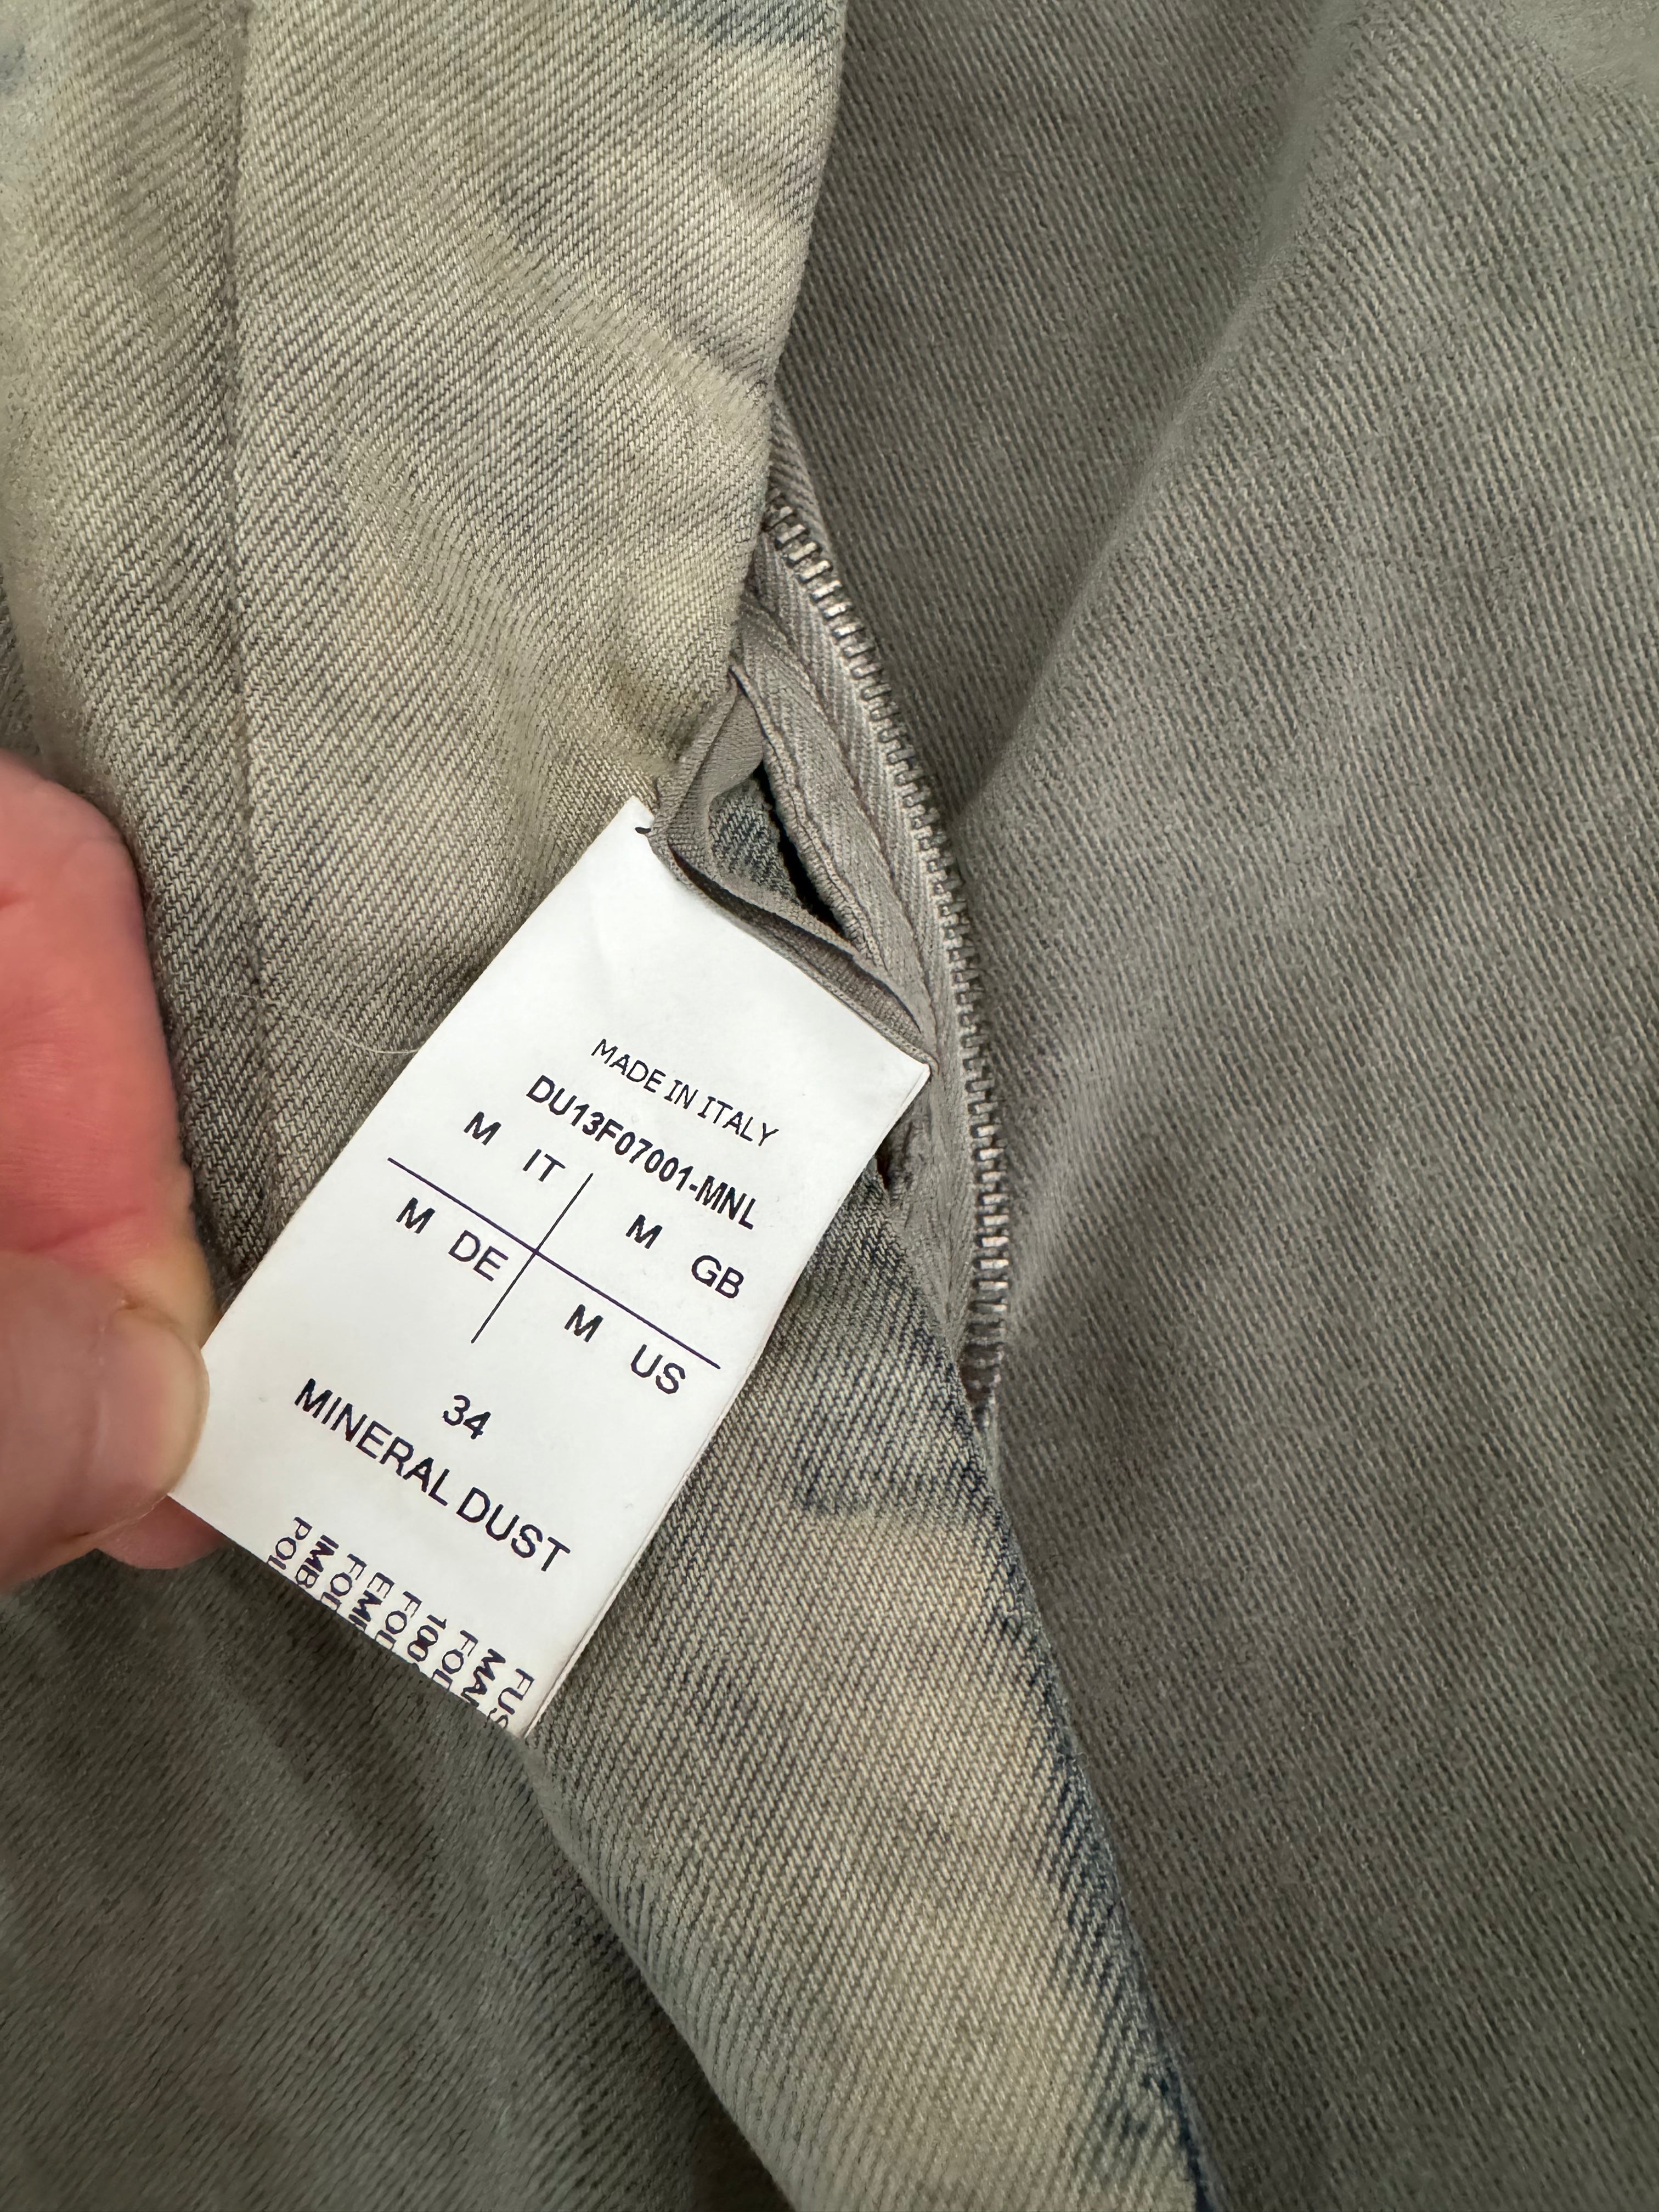 MADE IN ITALY
DU13F07001-MNL
M IT M GB
M DE M US
34
MINERAL DUST